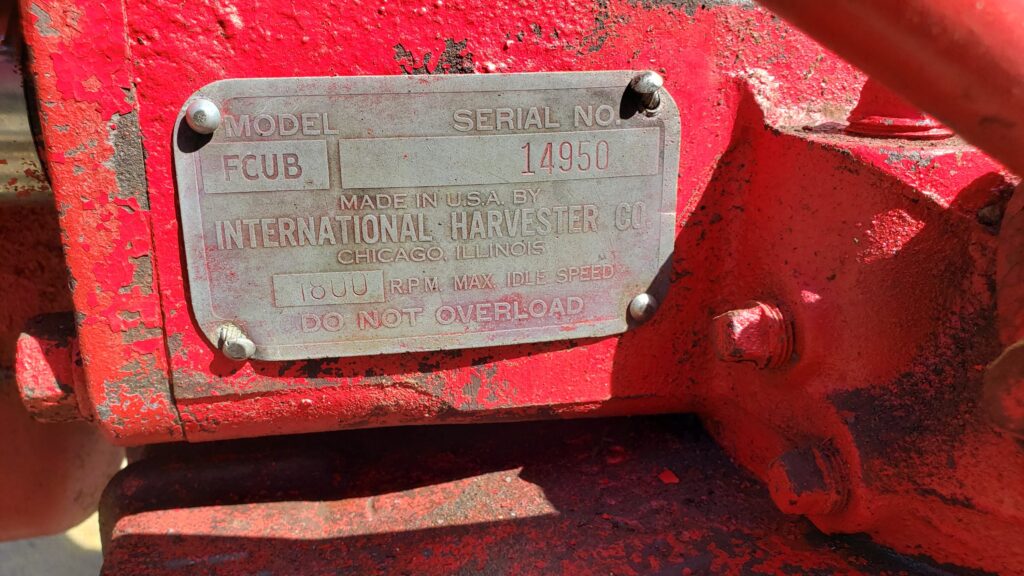 MODEL SERIAL NO.
FCUB 14950
MADE IN U.S.A. BY
INTERNATIONAL HARVESTER CO.
CHICAGO, ILLINOIS
1800 R.P.M. MAX. IDLE SPEED
DO NOT OVERLOAD